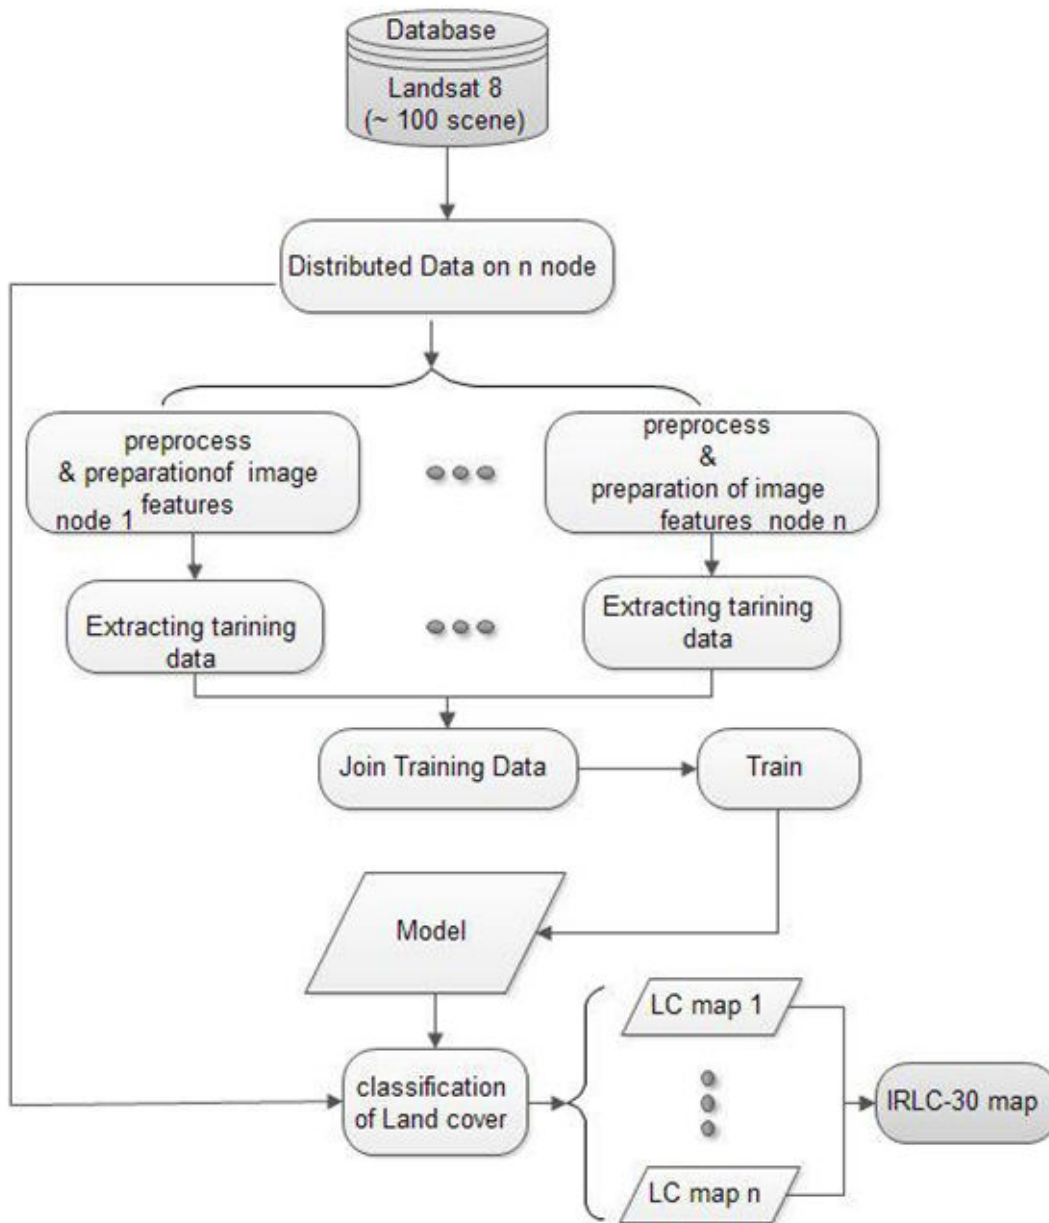 Database
Landsat 8
(~ 100 scene)
Distributed Data on n node
preprocess
& preparationof image
features
node 1
preprocess
&
preparation of image
features node n
Extracting tarining
data
Extracting tarining
data
Join Training Data
Train
Model
classification
of Land cover
LC map 1
LC map n
IRLC-30 map